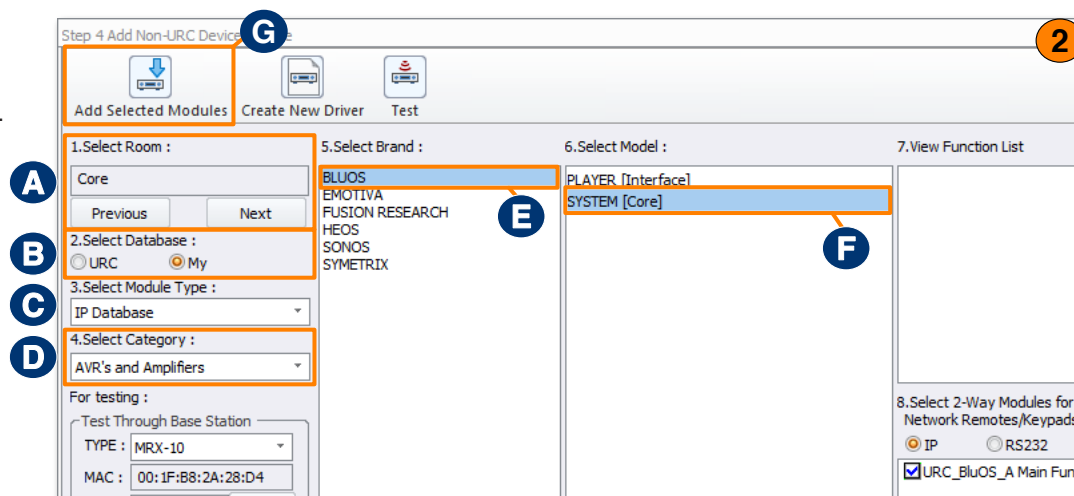 Step 4 Add Non-URC Device
G
2
Add Selected Modules
Create New Driver
Test
1.Select Room :
Core
Previous
Next
A
2.Select Database :
URC
My
B
3.Select Module Type :
IP Database
C
4.Select Category :
AVR's and Amplifiers
D
For testing :
Test Through Base Station
TYPE :
MRX-10
MAC :
00:1F:B8:2A:28:D4
5.Select Brand :
BLUOS
EMOTIVA
FUSION RESEARCH
HEOS
SONOS
SYMETRIX
E
6.Select Model :
PLAYER [Interface]
SYSTEM [Core]
F
7.View Function List
8.Select 2-Way Modules for
Network Remotes/Keypads
IP
RS232
URC_BluOS_A Main Fun